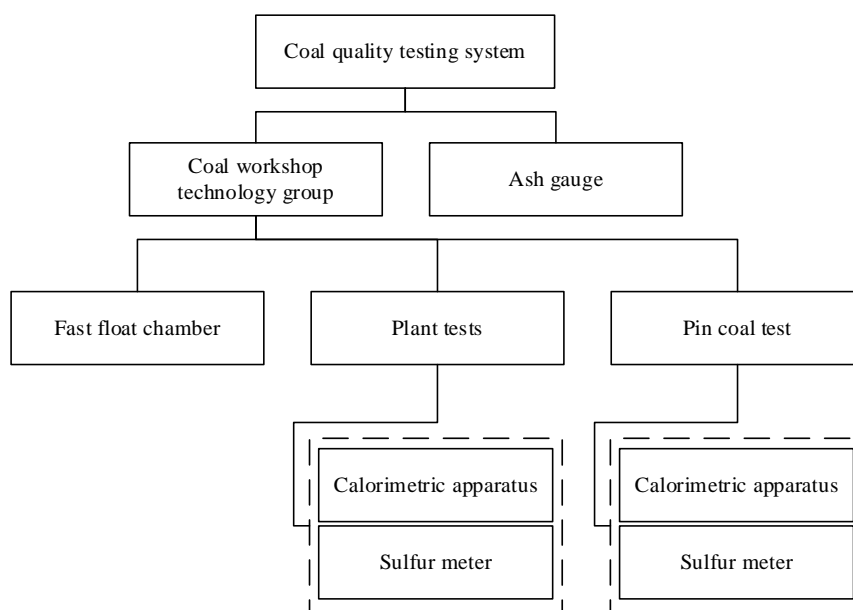 Coal quality testing system
Coal workshop
technology group
Ash gauge
Fast float chamber
Plant tests
Pin coal test
Calorimetric apparatus
Calorimetric apparatus
Sulfur meter
Sulfur meter